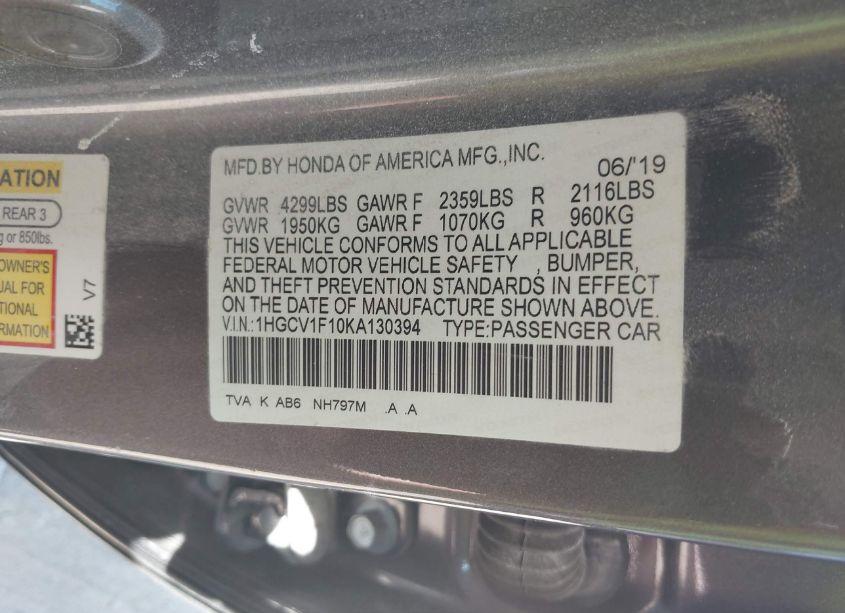 ATION
REAR 3
g or 850lbs.
OWNER'S
UAL FOR
TIONAL
RMATION
V7
MFD.BY HONDA OF AMERICA MFG.,INC.
06/'19
GVWR 4299LBS GAWR F 2359LBS R 2116LBS
GVWR 1950KG GAWR F 1070KG R 960KG
THIS VEHICLE CONFORMS TO ALL APPLICABLE
FEDERAL MOTOR VEHICLE SAFETY , BUMPER,
AND THEFT PREVENTION STANDARDS IN EFFECT
ON THE DATE OF MANUFACTURE SHOWN ABOVE.
V.I.N.:1HGCV1F10KA130394 TYPE:PASSENGER CAR
TVA K AB6 NH797M .A .A